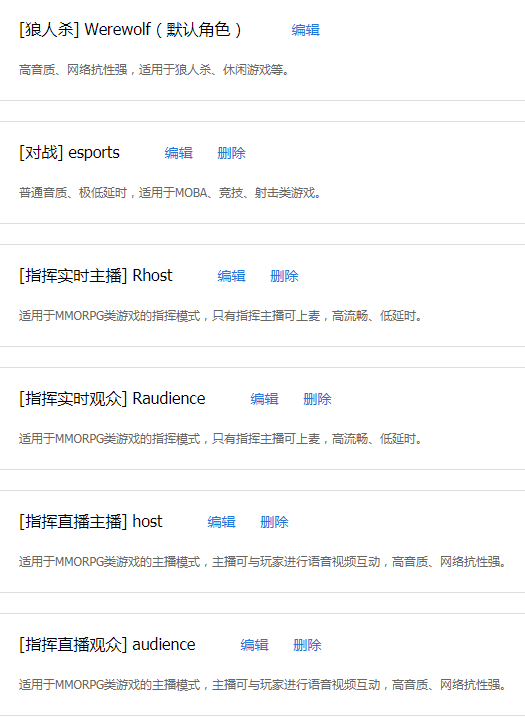 [狼人杀] Werewolf（默认角色） 编辑
高音质、网络抗性强，适用于狼人杀、休闲游戏等。
[对战] esports 编辑 删除
普通音质、极低延时，适用于MOBA、竞技、射击类游戏。
[指挥实时主播] Rhost 编辑 删除
适用于MMORPG类游戏的指挥模式，只有指挥主播可上麦，高流畅、低延时。
[指挥实时观众] Raudience 编辑 删除
适用于MMORPG类游戏的指挥模式，只有指挥主播可上麦，高流畅、低延时。
[指挥直播主播] host 编辑 删除
适用于MMORPG类游戏的主播模式，主播可与玩家进行语音视频互动，高音质、网络抗性强。
[指挥直播观众] audience 编辑 删除
适用于MMORPG类游戏的主播模式，主播可与玩家进行语音视频互动，高音质、网络抗性强。